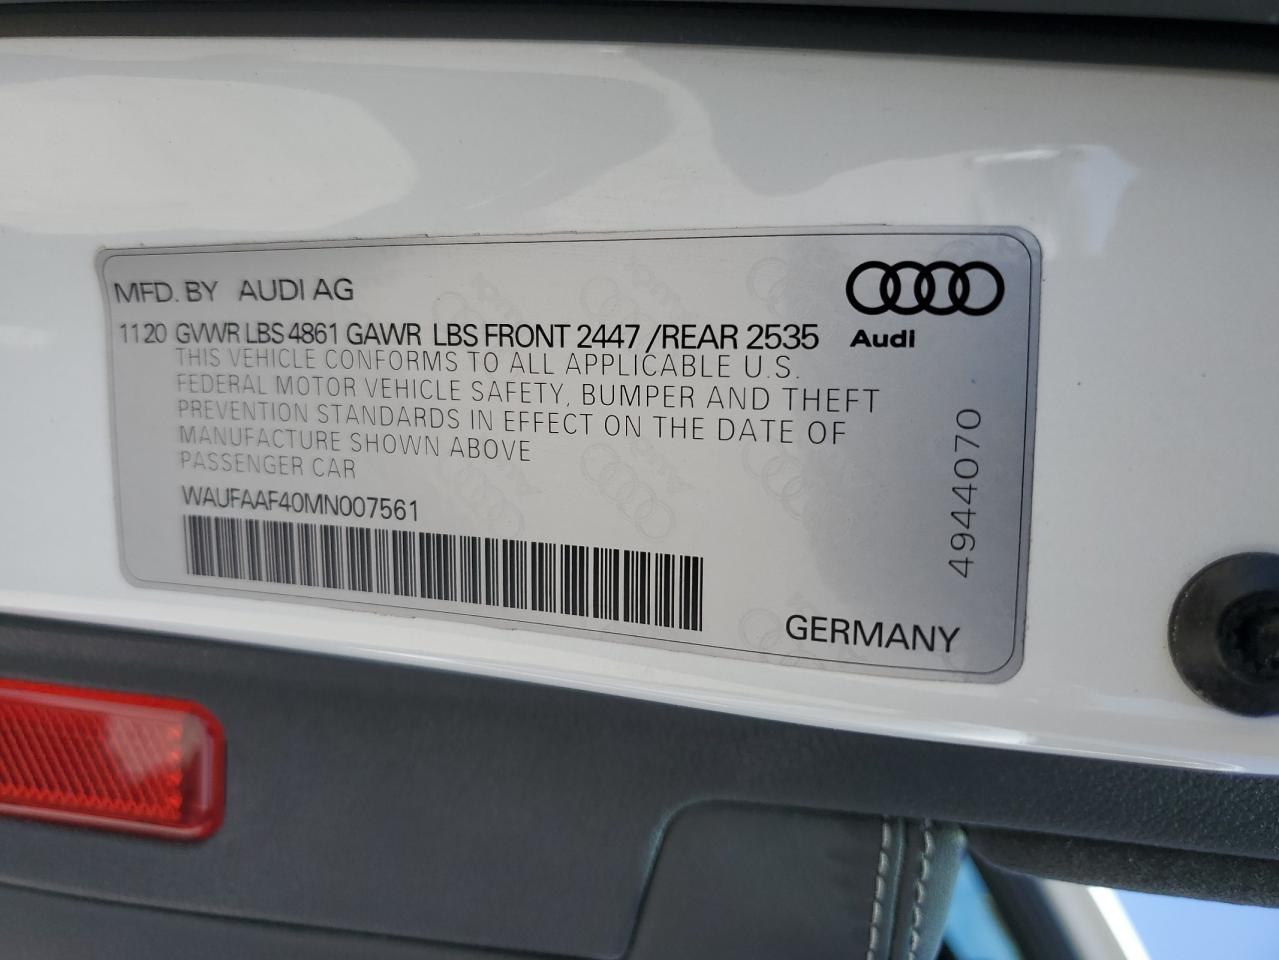 MFD. BY AUDI AG
1120 GVWR LBS 4861 GAWR LBS FRONT 2447 /REAR 2535
THIS VEHICLE CONFORMS TO ALL APPLICABLE U.S.
FEDERAL MOTOR VEHICLE SAFETY, BUMPER AND THEFT
PREVENTION STANDARDS IN EFFECT ON THE DATE OF
MANUFACTURE SHOWN ABOVE
PASSENGER CAR
WAUFAAF40MN007561
Audi
4944070
GERMANY